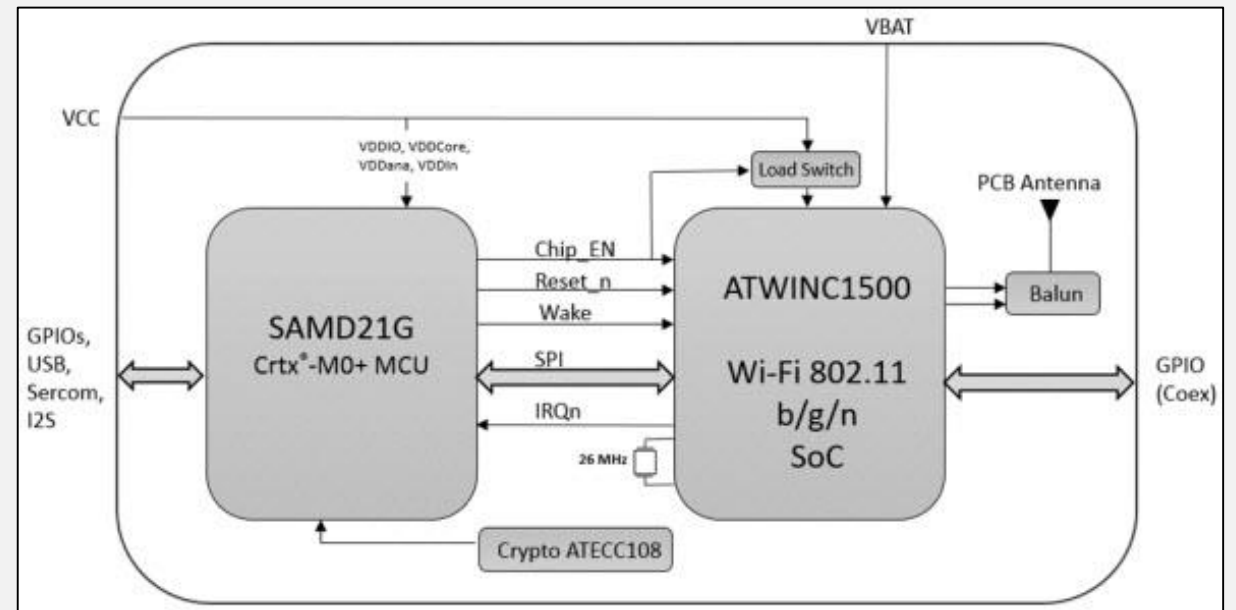 VBAT
VCC
VDDIO, VDDCore,
VDDana, VDDIn
Load Switch
PCB Antenna
Chip_EN
Reset_n
Wake
SPI
IRQn
26 MHz
SAMD21G
Crtx®-M0+ MCU
ATWINC1500
Wi-Fi 802.11
b/g/n
SoC
Balun
GPIOs,
USB,
Sercom,
I2S
GPIO
(Coex)
Crypto ATECC108